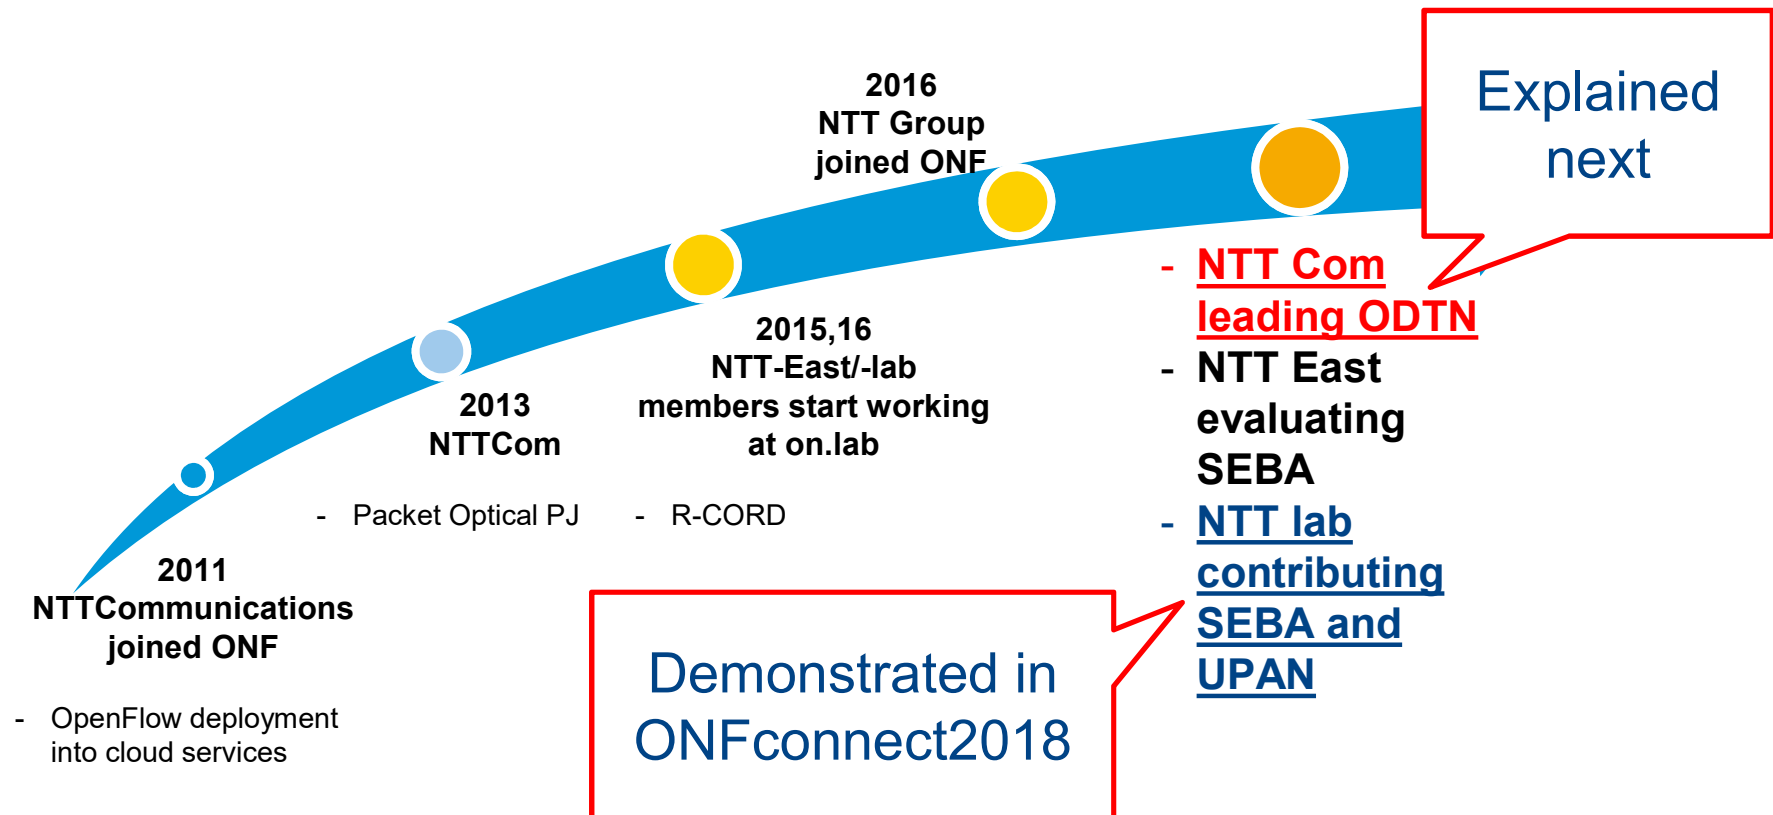 2011
NTTCommunications
joined ONF
- OpenFlow deployment
into cloud services
2013
NTTCom
- Packet Optical PJ
2015,16
NTT-East/-lab
members start working
at on.lab
- R-CORD
2016
NTT Group
joined ONF
- NTT Com
leading ODTN
- NTT East
evaluating
SEBA
- NTT lab
contributing
SEBA and
UPAN
Explained
next
Demonstrated in
ONFconnect2018